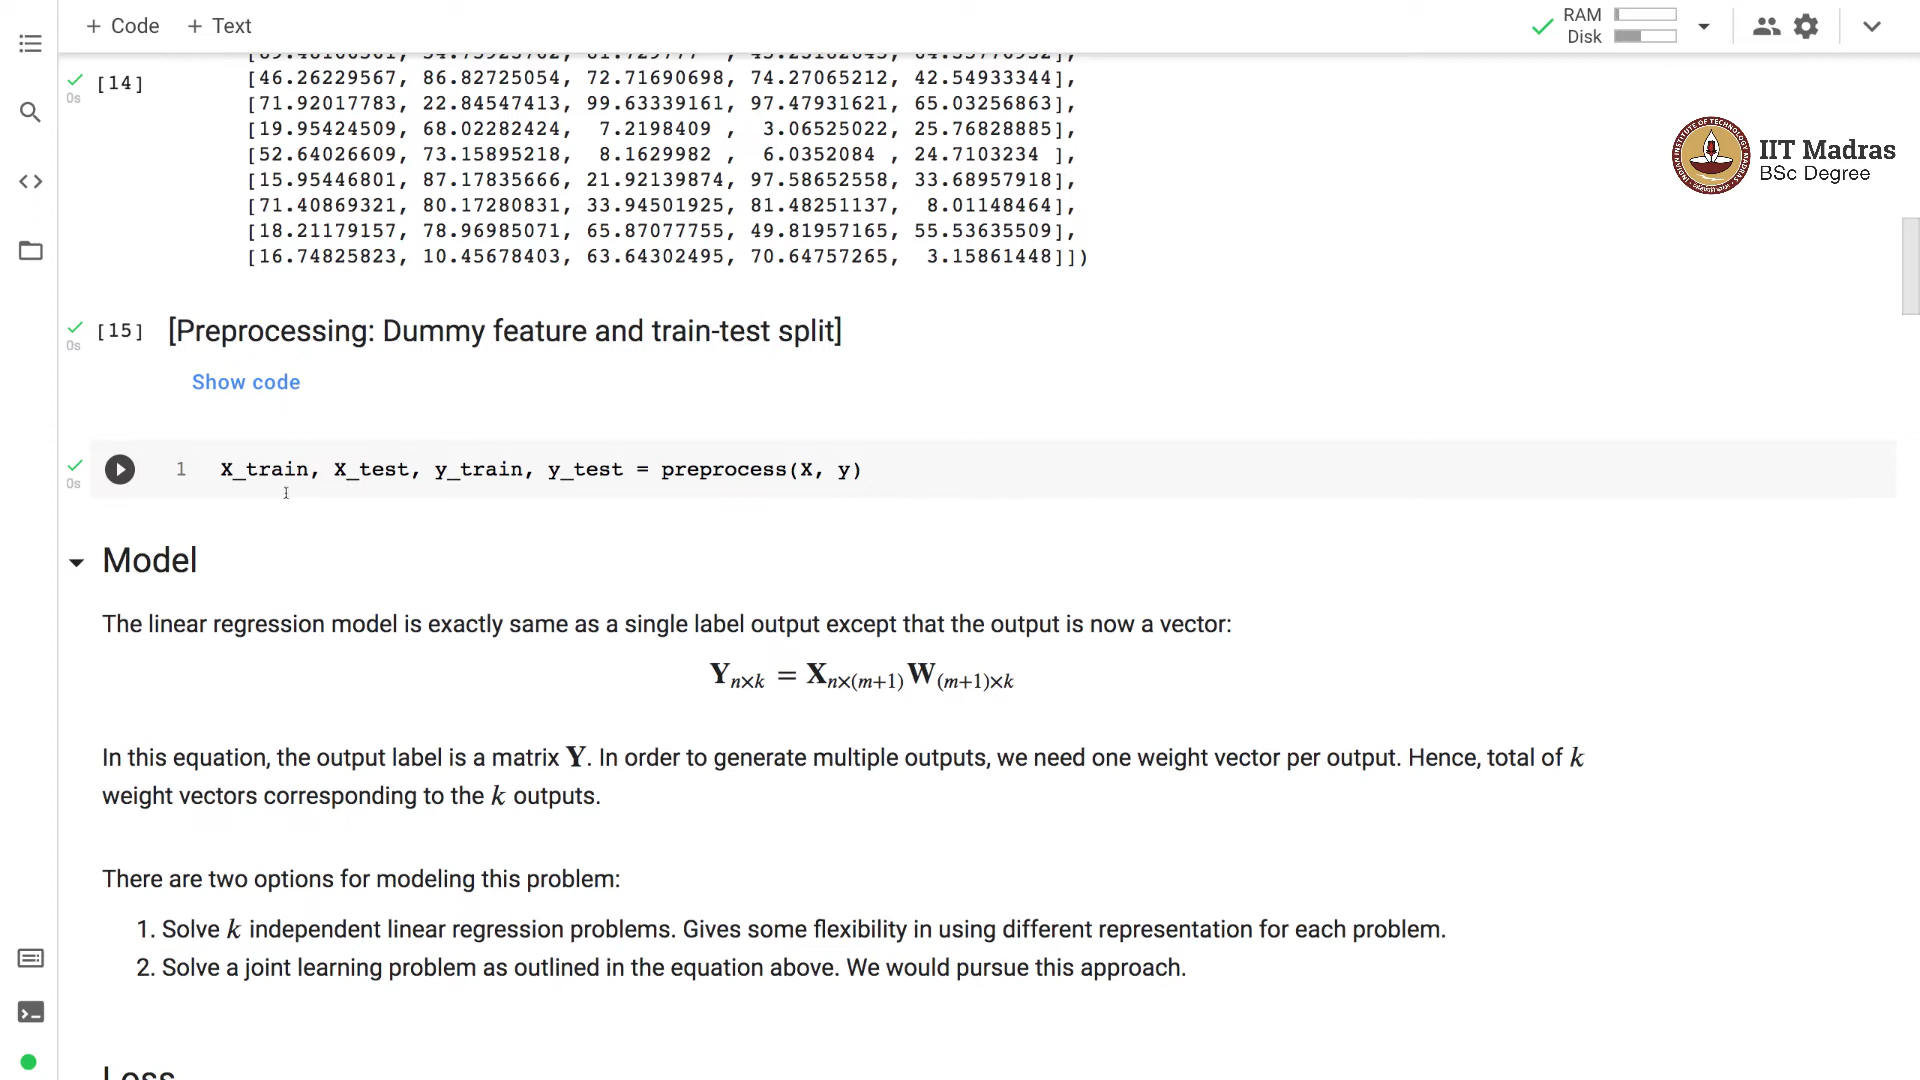 + Code + Text
RAM
Disk
[14]
[46.26229567, 86.82725054, 72.71690698, 74.27065212, 42.54933344],
[71.92017783, 22.84547413, 99.63339161, 97.47931621, 65.03256863],
[19.95424509, 68.02282424, 7.2198409 , 3.06525022, 25.76828885],
[52.64026609, 73.15895218, 8.1629982 , 6.0352084 , 24.7103234 ],
[15.95446801, 87.17835666, 21.92139874, 97.58652558, 33.68957918],
[71.40869321, 80.17280831, 33.94501925, 81.48251137, 8.01148464],
[18.21179157, 78.96985071, 65.87077755, 49.81957165, 55.53635509],
[16.74825823, 10.45678403, 63.64302495, 70.64757265, 3.15861448]])
0s
IIT Madras
BSc Degree
[15] [Preprocessing: Dummy feature and train-test split]
0s
Show code
1 X_train, X_test, y_train, y_test = preprocess(X, y)
0s
Model
The linear regression model is exactly same as a single label output except that the output is now a vector:
Yn×k = Xn×(m+1)W(m+1)×k
In this equation, the output label is a matrix Y. In order to generate multiple outputs, we need one weight vector per output. Hence, total of k
weight vectors corresponding to the k outputs.
There are two options for modeling this problem:
1. Solve k independent linear regression problems. Gives some flexibility in using different representation for each problem.
2. Solve a joint learning problem as outlined in the equation above. We would pursue this approach.
Loss